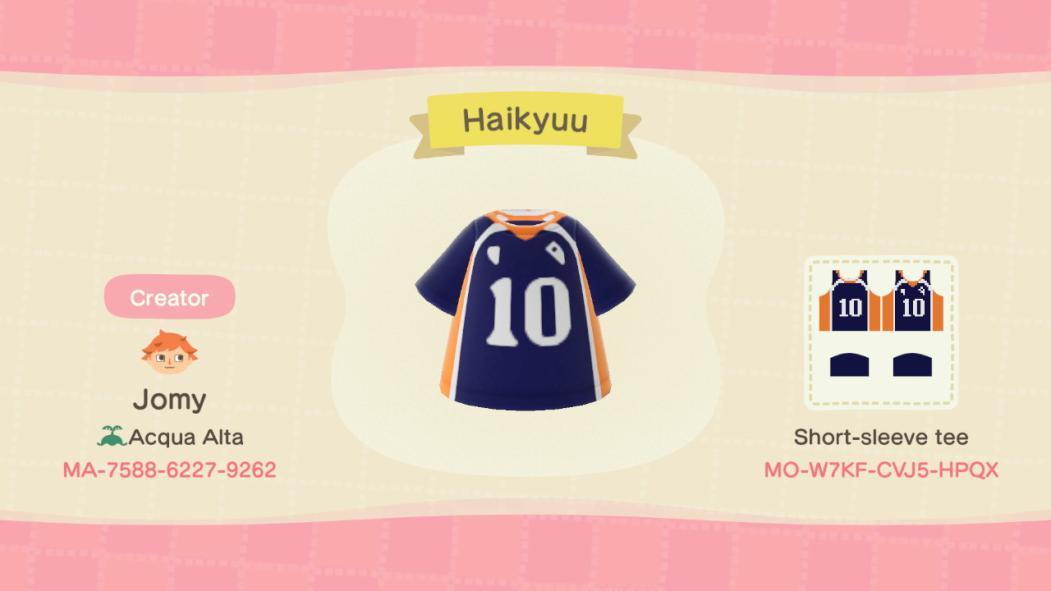 Haikyuu
10
Creator
Jomy
Acqua Alta
MA-7588-6227-9262
10 10
Short-sleeve tee
MO-W7KF-CVJ5-HPQX